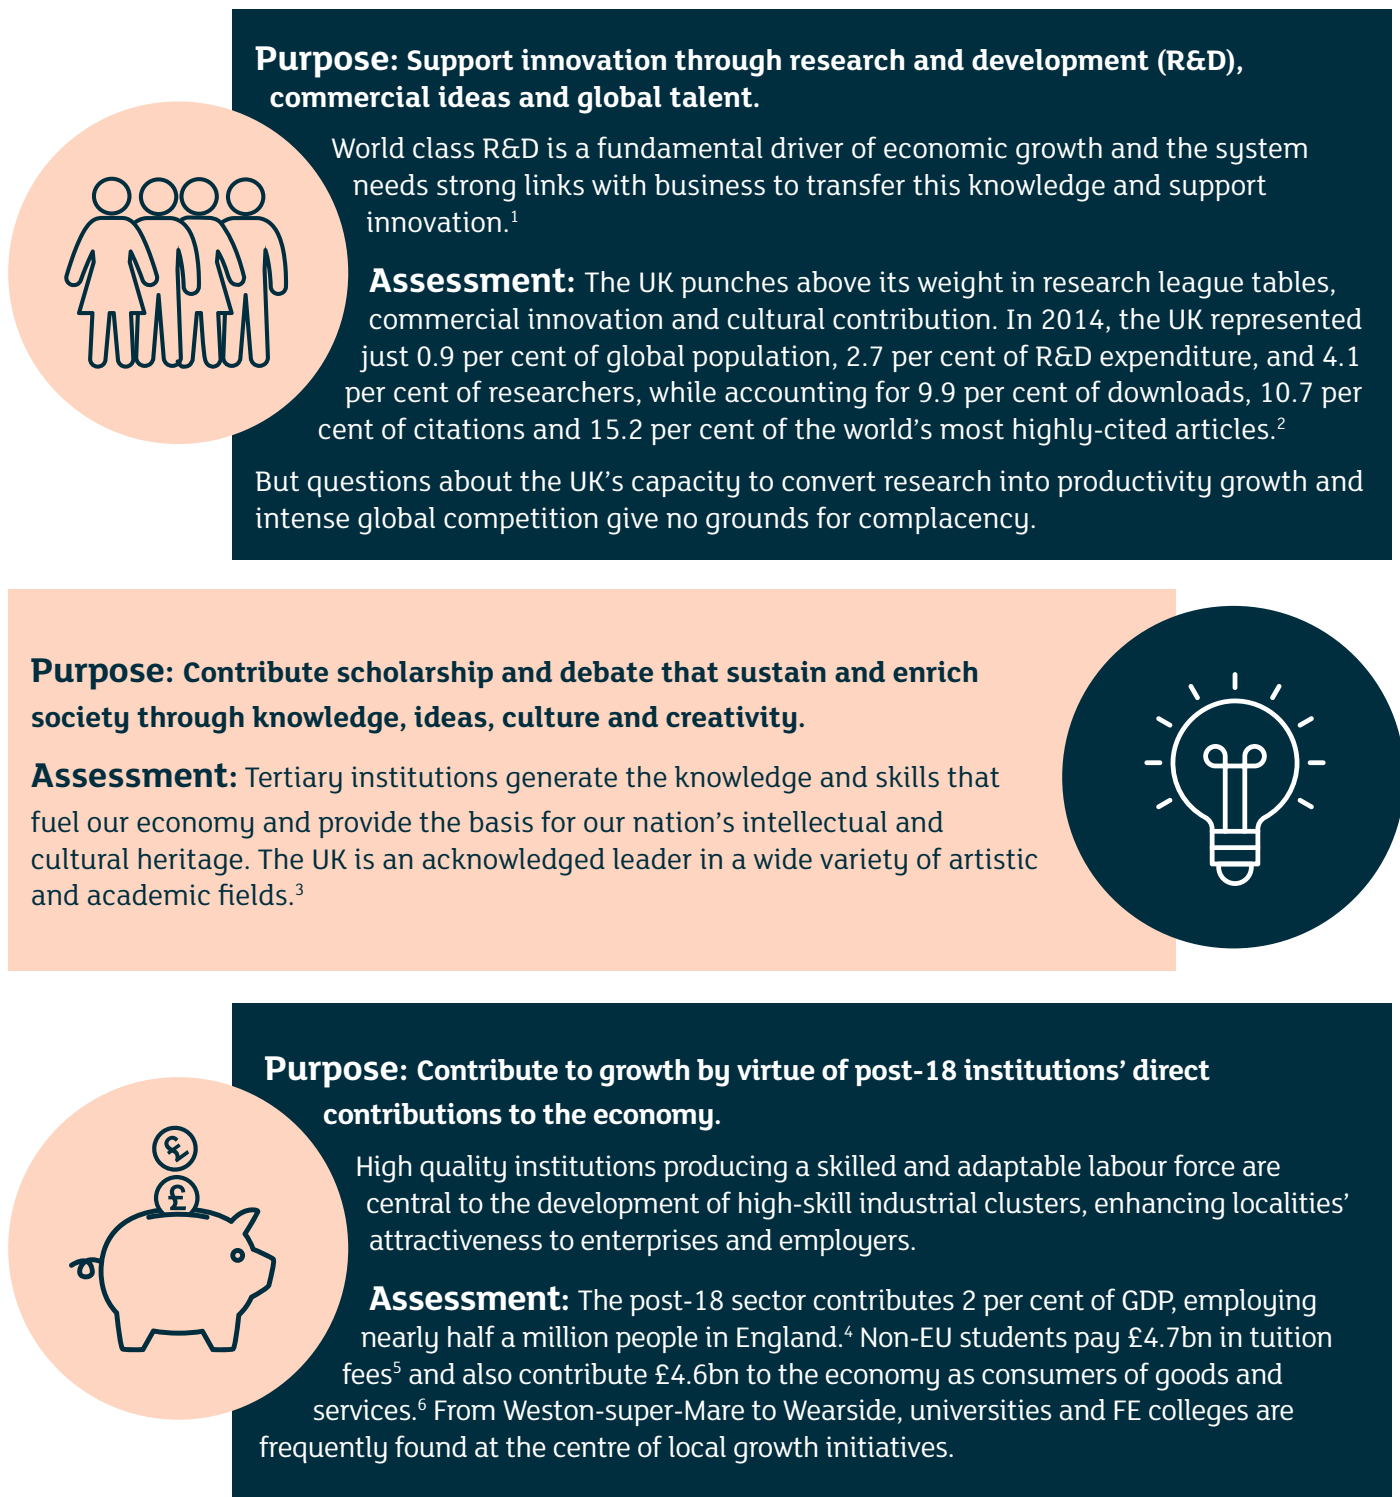 Purpose: Support innovation through research and development (R&D),
commercial ideas and global talent.
World class R&D is a fundamental driver of economic growth and the system
needs strong links with business to transfer this knowledge and support
innovation.1
Assessment: The UK punches above its weight in research league tables,
commercial innovation and cultural contribution. In 2014, the UK represented
just 0.9 per cent of global population, 2.7 per cent of R&D expenditure, and 4.1
per cent of researchers, while accounting for 9.9 per cent of downloads, 10.7 per
cent of citations and 15.2 per cent of the world’s most highly-cited articles.2
But questions about the UK’s capacity to convert research into productivity growth and
intense global competition give no grounds for complacency.
Purpose: Contribute scholarship and debate that sustain and enrich
society through knowledge, ideas, culture and creativity.
Assessment: Tertiary institutions generate the knowledge and skills that
fuel our economy and provide the basis for our nation’s intellectual and
cultural heritage. The UK is an acknowledged leader in a wide variety of artistic
and academic fields.3
Purpose: Contribute to growth by virtue of post-18 institutions’ direct
contributions to the economy.
£
£
High quality institutions producing a skilled and adaptable labour force are
central to the development of high-skill industrial clusters, enhancing localities’
attractiveness to enterprises and employers.
Assessment: The post-18 sector contributes 2 per cent of GDP, employing
nearly half a million people in England.4 Non-EU students pay £4.7bn in tuition
fees5 and also contribute £4.6bn to the economy as consumers of goods and
services.6 From Weston-super-Mare to Wearside, universities and FE colleges are
frequently found at the centre of local growth initiatives.